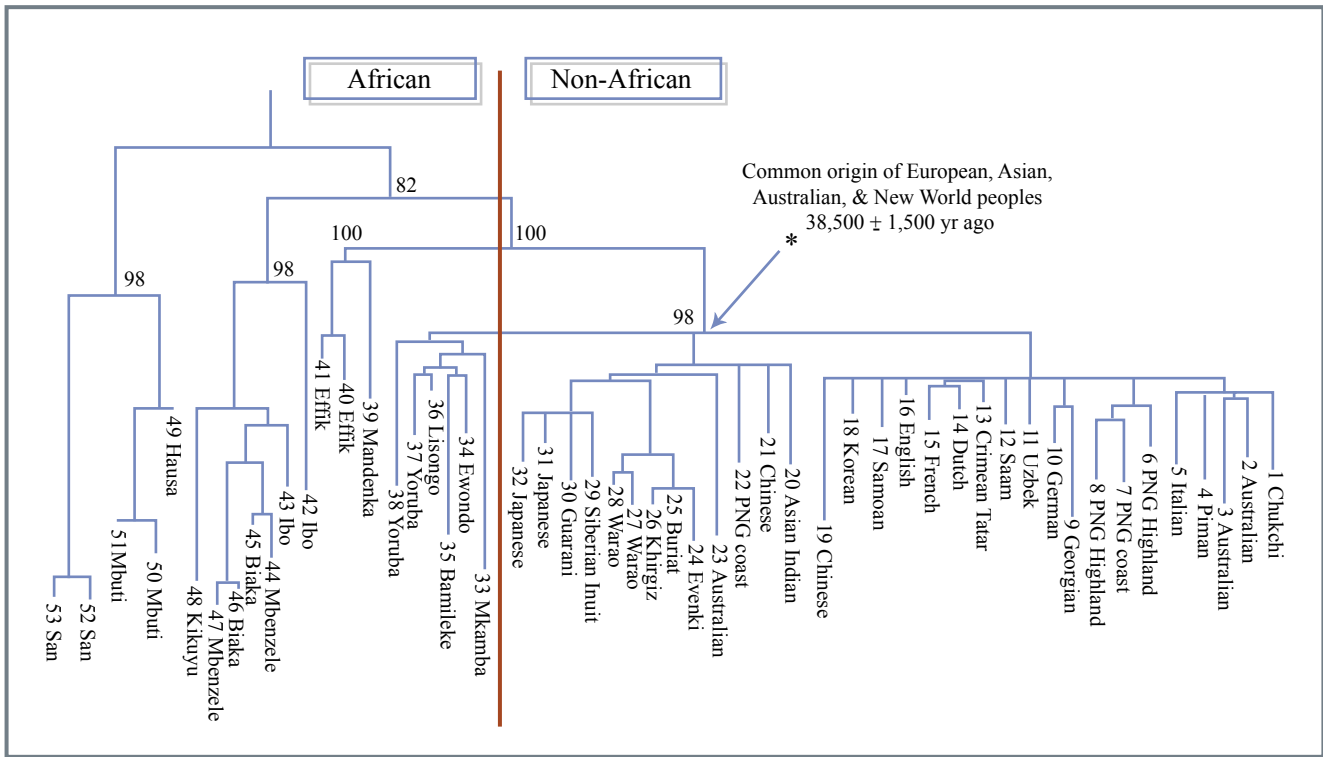 African
Non-African
Common origin of European, Asian,
Australian, & New World peoples
38,500 ± 1,500 yr ago
*
82
100
100
98
98
98
53 San
52 San
51Mbuti
50 Mbuti
49 Hausa
48 Kikuyu
47 Mbenzele
46 Biaka
45 Biaka
44 Mbenzele
43 Ibo
42 Ibo
41 Effik
40 Effik
39 Mandenka
38 Yoruba
37 Yoruba
36 Lisongo
35 Bamileke
34 Ewondo
33 Mkamba
32 Japanese
31 Japanese
30 Guarani
29 Siberian Inuit
28 Warao
27 Warao
26 Khirgiz
25 Buriat
24 Evenki
23 Australian
22 PNG coast
21 Chinese
20 Asian Indian
19 Chinese
18 Korean
17 Samoan
16 English
15 French
14 Dutch
13 Crimean Tatar
12 Saam
11 Uzbek
10 German
9 Georgian
8 PNG Highland
7 PNG coast
6 PNG Highland
5 Italian
4 Piman
3 Australian
2 Australian
1 Chukchi